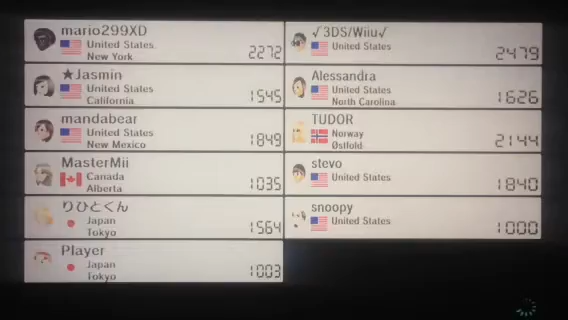 mario299XD
United States
New York
2272
★Jasmin
United States
California
1545
mandabear
United States
New Mexico
1849
MasterMii
Canada
Alberta
1035
りひとくん
Japan
Tokyo
1564
Player
Japan
Tokyo
1003
√3DS/Wiiu√
United States
2479
Alessandra
United States
North Carolina
1626
TUDOR
Norway
Østfold
2144
stevo
United States
1840
snoopy
United States
1000